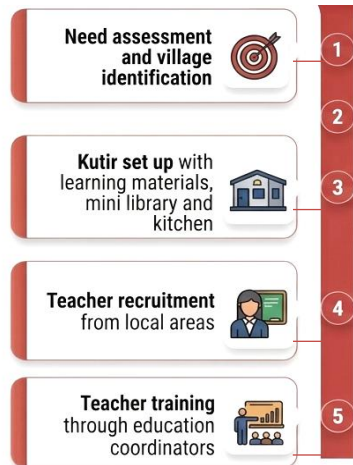 Need assessment
and village
identification
1
2
Kutir set up with
learning materials,
mini library and
kitchen
3
Teacher recruitment
from local areas
4
Teacher training
through education
coordinators
5